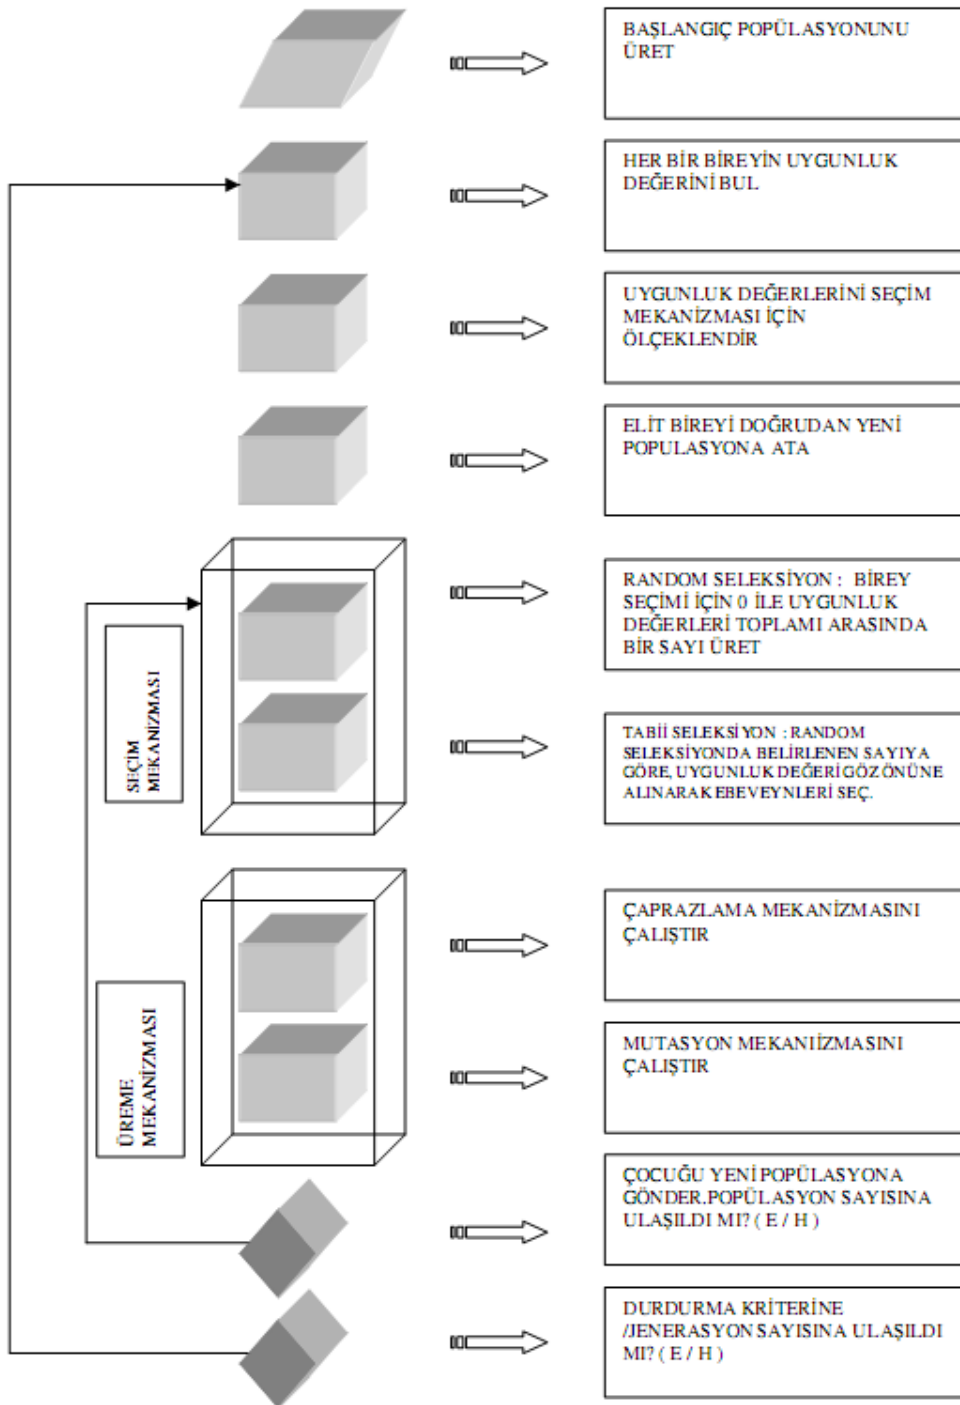 BAŞLANGIÇ POPÜLASYONUNU
ÜRET
HER BİR BİREYİN UYGUNLUK
DEĞERİNİ BUL
UYGUNLUK DEĞERLERİNİ SEÇİM
MEKANİZMASI İÇİN
ÖLÇEKLENDİR
ELİT BİREYİ DOĞRUDAN YENİ
POPULASYONA ATA
SEÇİM
MEKANİZMASI
RANDOM SELEKSİYON : BİREY
SEÇİMİ İÇİN 0 İLE UYGUNLUK
DEĞERLERİ TOPLAMI ARASINDA
BİR SAYI ÜRET
TABİİ SELEKSİYON : RANDOM
SELEKSİYONDA BELİRLENEN SAYIYA
GÖRE, UYGUNLUK DEĞERİ GÖZ ÖNÜNE
ALINARAK EBEVEYNLERİ SEÇ.
ÜREME
MEKANİZMASI
ÇAPRAZLAMA MEKANİZMASINI
ÇALIŞTIR
MUTASYON MEKANIİZMASINI
ÇALIŞTIR
ÇOCUĞU YENİ POPÜLASYONA
GÖNDER.POPÜLASYON SAYISINA
ULAŞILDI MI? ( E / H )
DURDURMA KRİTERİNE
/JENERASYON SAYISINA ULAŞILDI
MI? ( E / H )